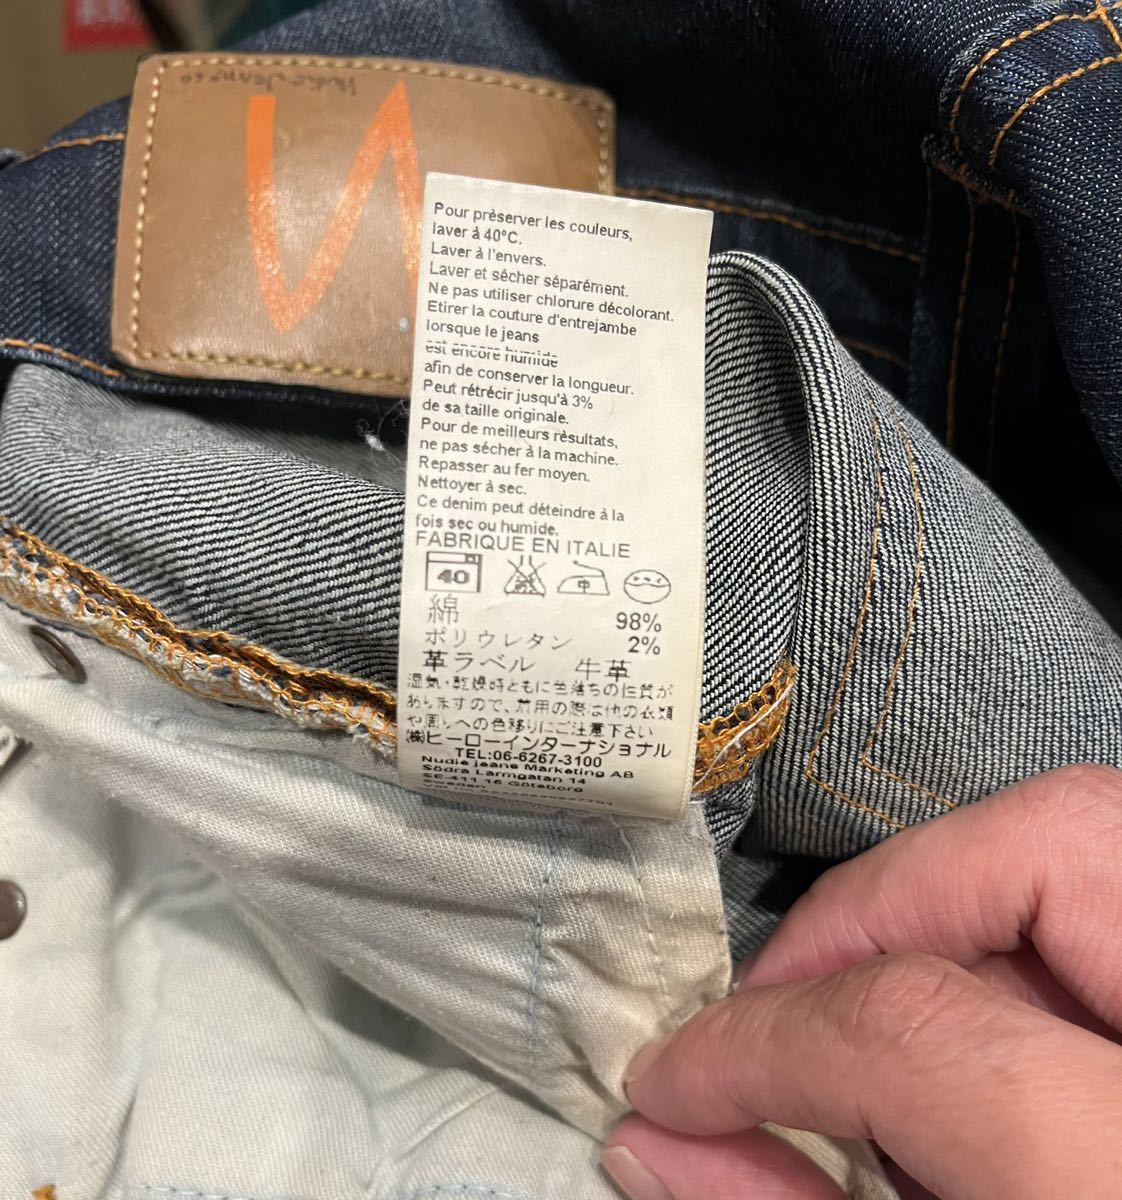 Nudie Jeans co
Pour prèserver les couleurs,
laver à 40°C.
Laver à l'envers.
Laver et sécher séparément.
Ne pas utiliser chlorure décolorant.
Etirer la couture d'entrejambe
lorsque le jeans
est encore humide
afin de conserver la longueur.
Peut rétrécir jusqu'à 3%
de sa taille originale.
Pour de meilleurs rèsultats,
ne pas sécher à la machine.
Repasser au fer moyen.
Nettoyer à sec.
Ce denim peut déteindre à la
fois sec ou humide.
FABRIQUE EN ITALIE
40 中
綿 98%
ポリウレタン 2%
革ラベル 牛革
湿気・乾燥時ともに色落ちの性質が
ありますので、着用の際は他の衣類
や周りへの色移りにご注意下さい
㈱ヒーローインターナショナル
TEL:06-6267-3100
Nudie Jeans Marketing AB
Södra Larmgatan 14
SE-411 16 Göteborg
Sweden